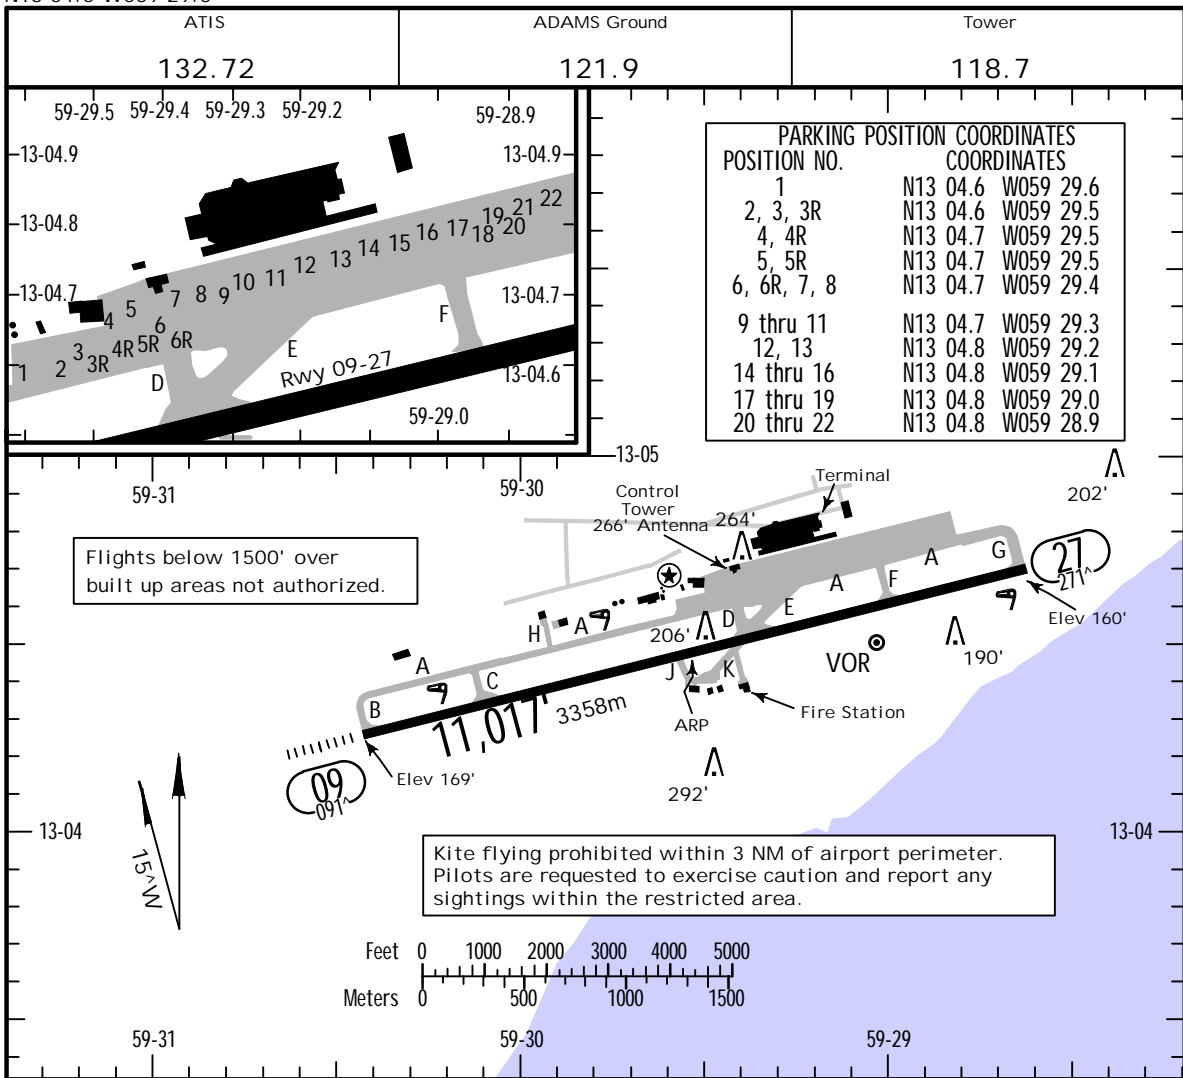 ATIS
ADAMS Ground
Tower
132.72
121.9
118.7
59-29.5 59-29.4 59-29.3 59-29.2 59-28.9
13-04.9
13-04.9
13-04.8
13-04.8
13-04.7
13-04.7
13-04.6
59-29.0
1
2
3
3R
4
4R
5
5R
6
6R
7
8
9
10
11
12
13
14
15
16
17
18
19
20
21
22
D
E
F
Rwy 09-27
PARKING POSITION COORDINATES
POSITION NO. COORDINATES
1 N13 04.6 W059 29.6
2, 3, 3R N13 04.6 W059 29.5
4, 4R N13 04.7 W059 29.5
5, 5R N13 04.7 W059 29.5
6, 6R, 7, 8 N13 04.7 W059 29.4
9 thru 11 N13 04.7 W059 29.3
12, 13 N13 04.8 W059 29.2
14 thru 16 N13 04.8 W059 29.1
17 thru 19 N13 04.8 W059 29.0
20 thru 22 N13 04.8 W059 28.9
13-05
59-31
59-30
Control
Tower
266' Antenna
264'
Terminal
202'
Flights below 1500' over
built up areas not authorized.
A
G
27
271^
Elev 160'
A
F
E
D
H
A
206'
190'
VOR
A
C
B
J
K
Fire Station
ARP
11,017'
3358m
09
091^
Elev 169'
292'
13-04
13-04
15^W
Kite flying prohibited within 3 NM of airport perimeter.
Pilots are requested to exercise caution and report any
sightings within the restricted area.
Feet 0 1000 2000 3000 4000 5000
Meters 0 500 1000 1500
59-31
59-30
59-29